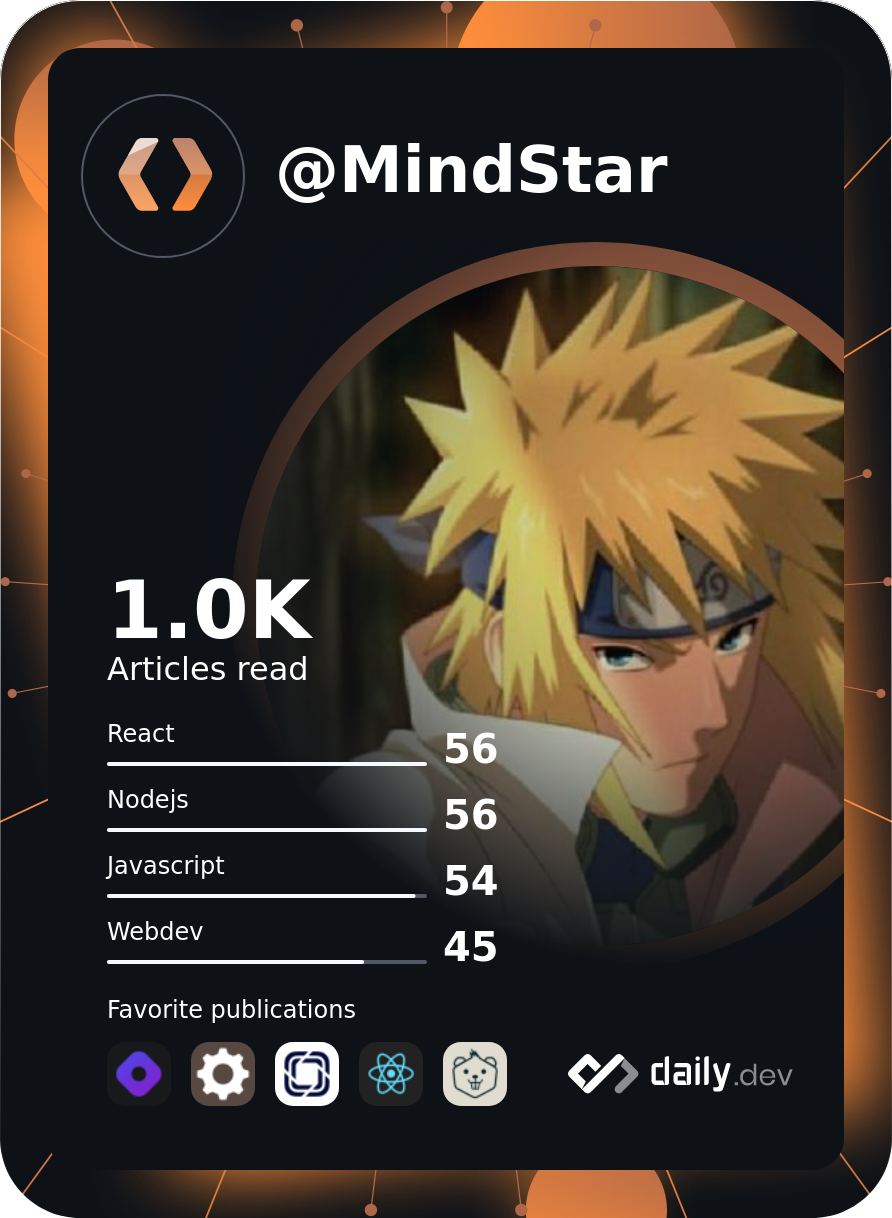 @MindStar
1.0K
Articles read
React
56
Nodejs
56
Javascript
54
Webdev
45
Favorite publications
daily.dev